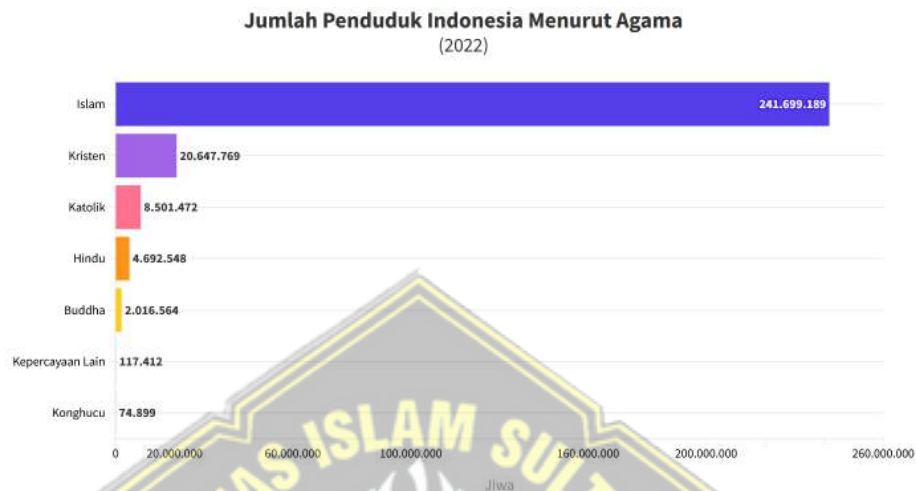 Jumlah Penduduk Indonesia Menurut Agama
(2022)
Islam 241.699.189
Kristen 20.647.769
Katolik 8.501.472
Hindu 4.692.548
Buddha 2.016.564
Kepercayaan Lain 117.412
Konghucu 74.899
0 20.000.000 60.000.000 100.000.000 160.000.000 200.000.000 260.000.000
Jiwa
ISLAM